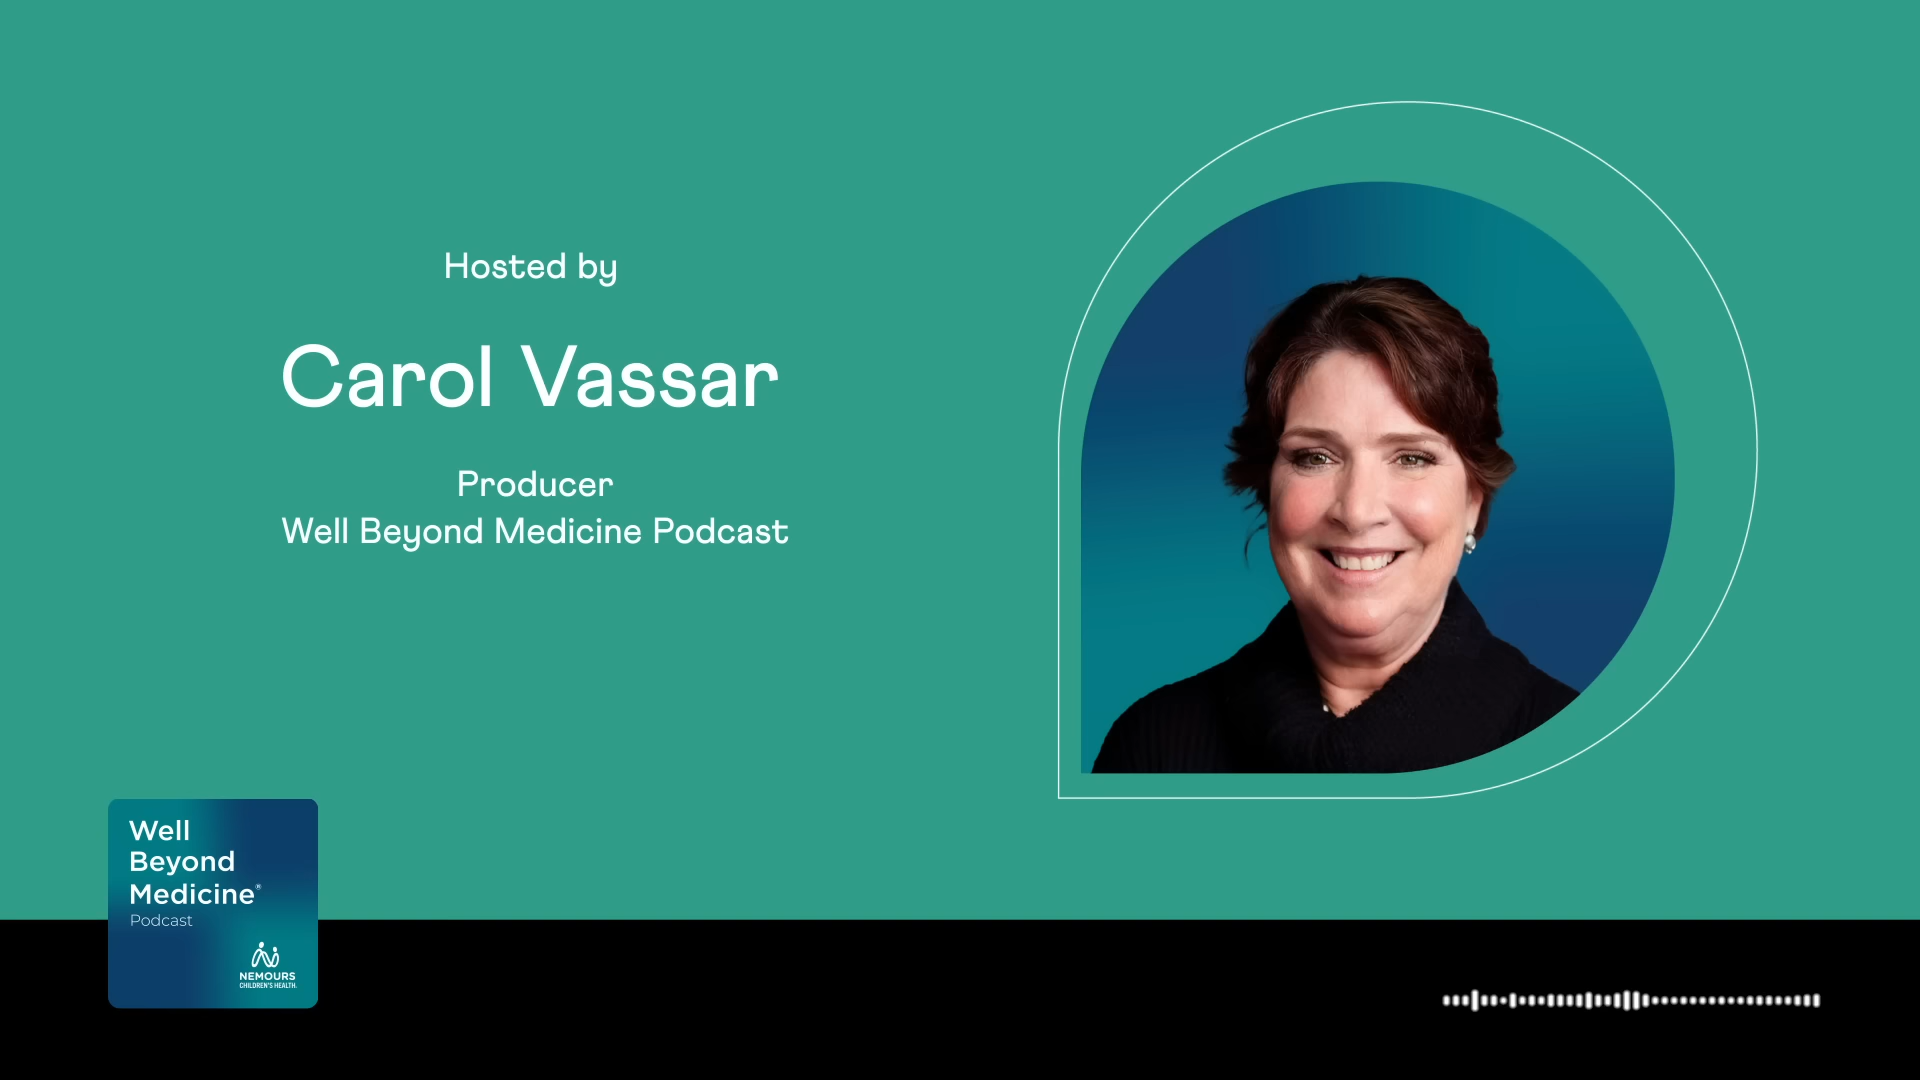 Hosted by
Carol Vassar
Producer
Well Beyond Medicine Podcast
Well
Beyond
Medicine®
Podcast
NEMOURS
CHILDREN'S HEALTH.